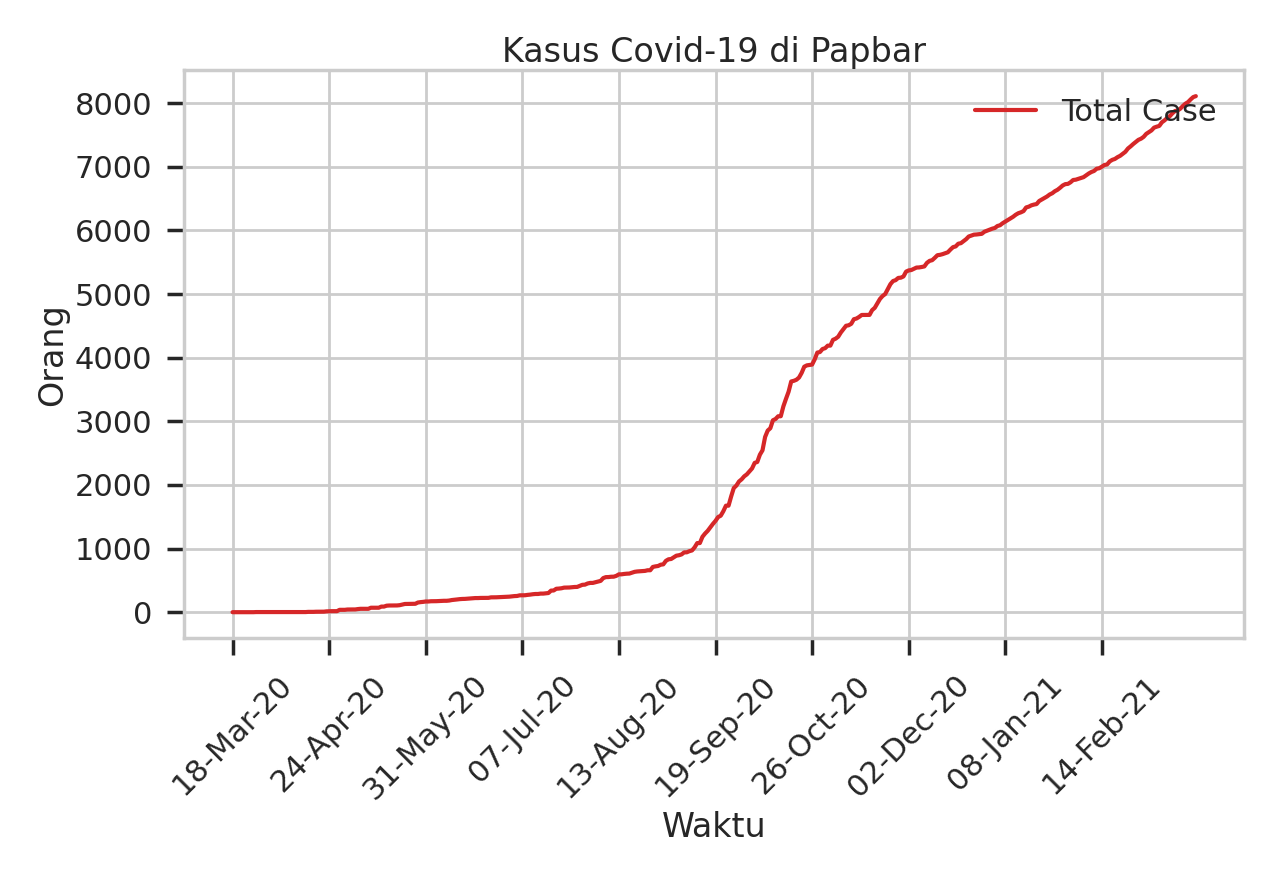 Kasus Covid-19 di Papbar
Total Case
8000
7000
6000
5000
4000
3000
2000
1000
0
Orang
18-Mar-20
24-Apr-20
31-May-20
07-Jul-20
13-Aug-20
19-Sep-20
26-Oct-20
02-Dec-20
08-Jan-21
14-Feb-21
Waktu